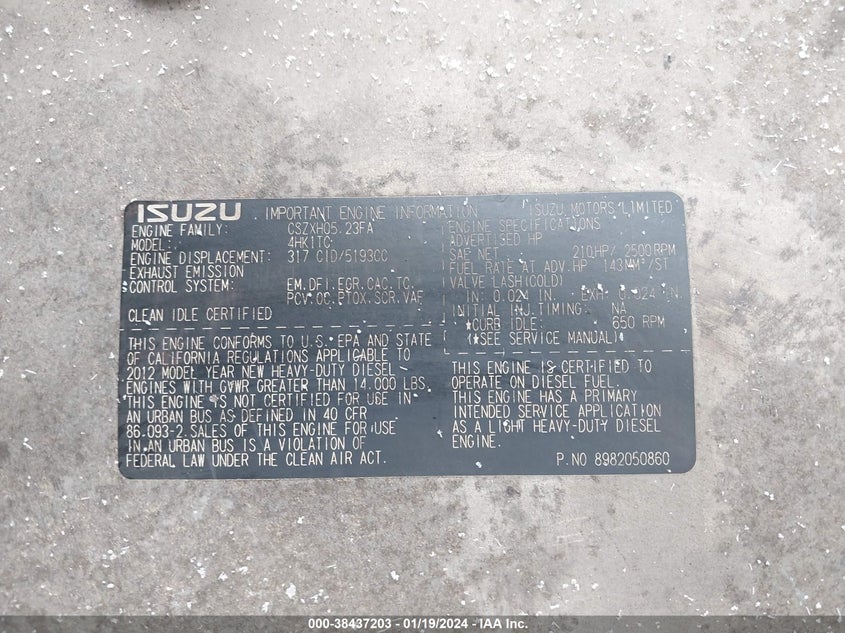 ISUZU IMPORTANT ENGINE INFORMATION ISUZU MOTORS LIMITED
ENGINE FAMILY: CSZXH05.23FA
MODEL: 4HK1TC
ENGINE DISPLACEMENT: 317 CID/5193CC
EXHAUST EMISSION
CONTROL SYSTEM: EM,DFI,EGR,CAC,TC,
PCV,OC,PTOX,SCR,VAF
CLEAN IDLE CERTIFIED
THIS ENGINE CONFORMS TO U.S. EPA AND STATE
OF CALIFORNIA REGULATIONS APPLICABLE TO
2012 MODEL YEAR NEW HEAVY-DUTY DIESEL
ENGINES WITH GVWR GREATER THAN 14,000 LBS.
THIS ENGINE IS NOT CERTIFIED FOR USE IN
AN URBAN BUS AS DEFINED IN 40 CFR
86.093-2.SALES OF THIS ENGINE FOR USE
IN AN URBAN BUS IS A VIOLATION OF
FEDERAL LAW UNDER THE CLEAN AIR ACT.
ENGINE SPECIFICATIONS
ADVERTISED HP
SAE NET 210HP/ 2500RPM
FUEL RATE AT ADV.HP 143MM³/ST
VALVE LASH(COLD)
IN: 0.024 IN. EXH: 0.024 IN.
INITIAL INJ.TIMING: NA
*CURB IDLE: 650 RPM
(*SEE SERVICE MANUAL)
THIS ENGINE IS CERTIFIED TO
OPERATE ON DIESEL FUEL.
THIS ENGINE HAS A PRIMARY
INTENDED SERVICE APPLICATION
AS A LIGHT HEAVY-DUTY DIESEL
ENGINE.
P.NO 8982050860
000-38437203 - 01/19/2024 - IAA Inc.